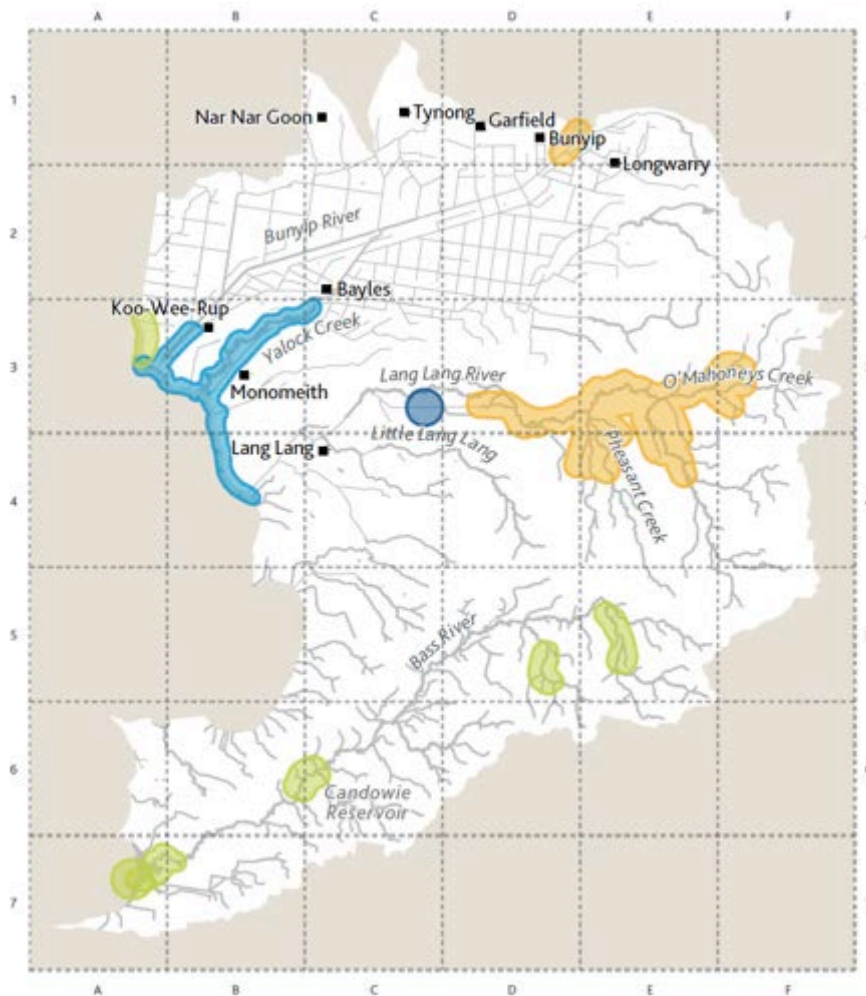 A B C D E F
1
Tynong
Nar Nar Goon
Garfield
Bunyip
Longwarry
2
Bunyip River
Bayles
Koo-Wee-Rup
Yalock Creek
3
Lang Lang River
O'Mahoneys Creek
Monomeith
Little Lang Lang
Lang Lang
Pheasant Creek
4
5
Bass River
6
6
Candowie
Reservoir
7
7
A B C D E F